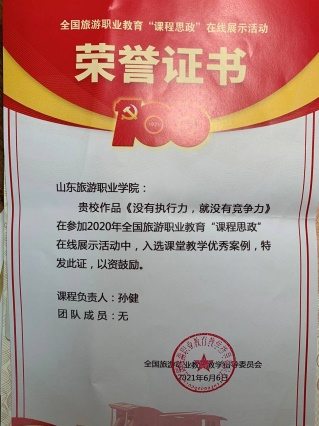 全国旅游职业教育“课程思政”在线展示活动
荣誉证书
100
1921
山东旅游职业学院：
贵校作品《没有执行力，就没有竞争力》
在参加2020年全国旅游职业教育“课程思政”
在线展示活动中，入选课堂教学优秀案例，特
发此证，以资鼓励。
课程负责人：孙健
团队成员：无
全国旅游职业教育教学指导委员会
2021年6月6日